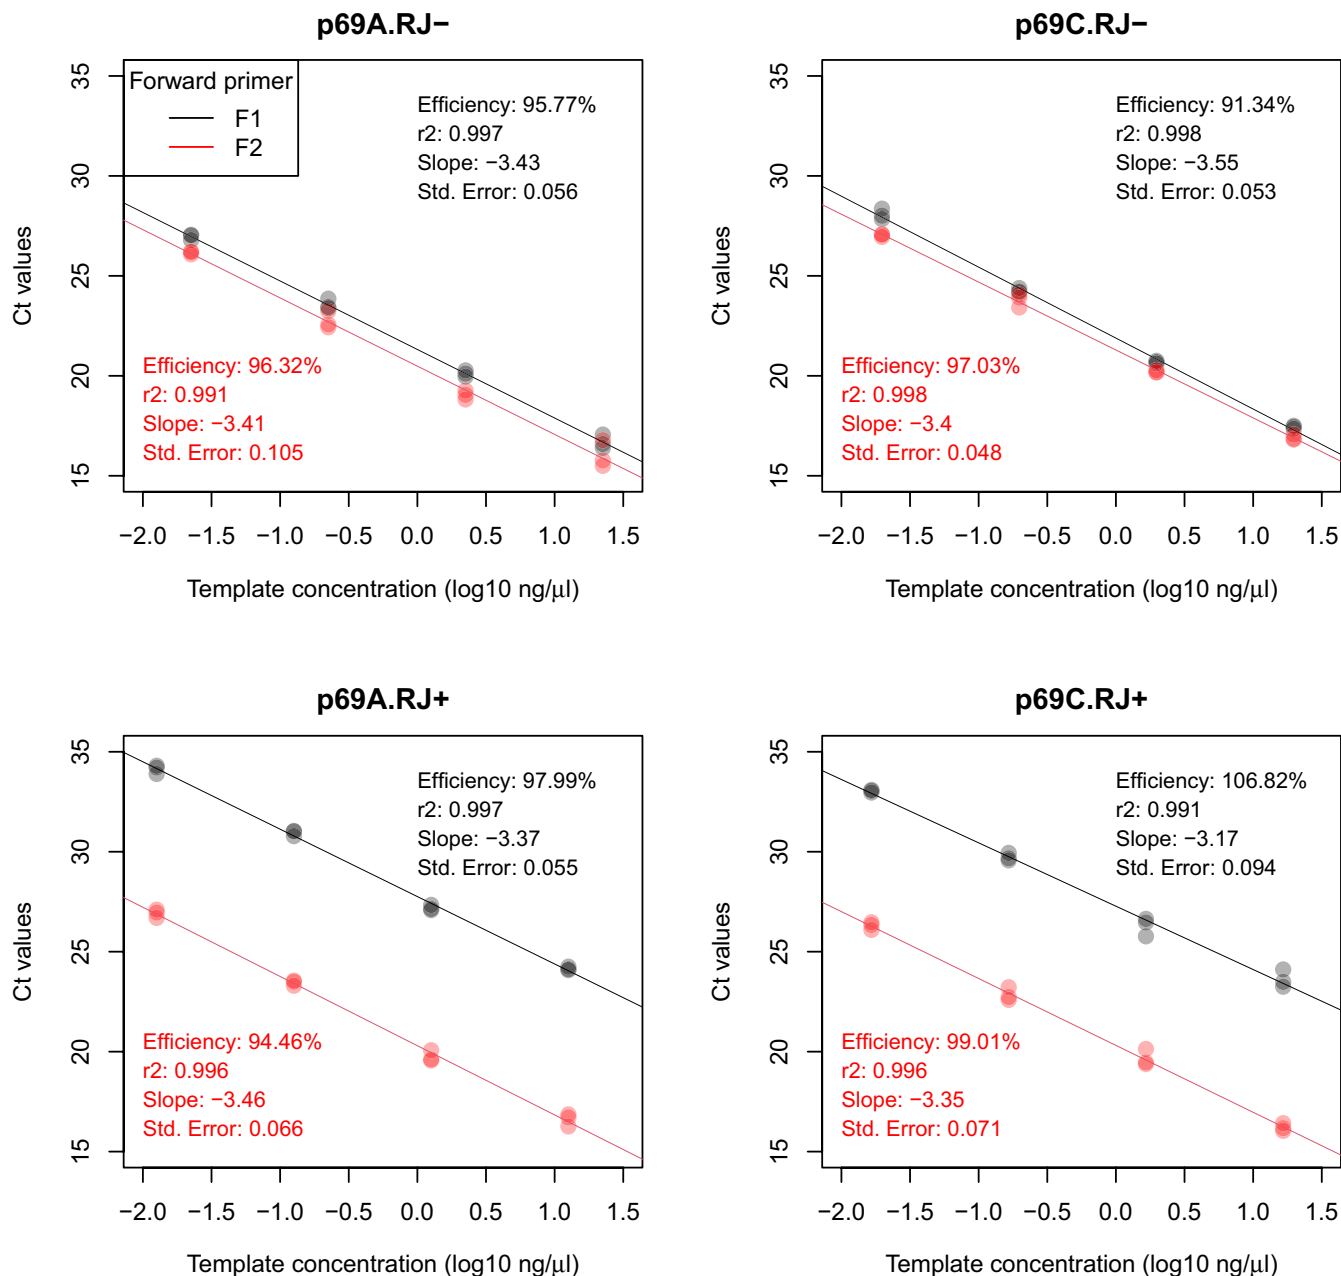 p69A.RJ−
Forward primer
F1
F2
Efficiency: 95.77%
r2: 0.997
Slope: −3.43
Std. Error: 0.056
Efficiency: 96.32%
r2: 0.991
Slope: −3.41
Std. Error: 0.105
35
30
25
20
15
Ct values
−2.0 −1.5 −1.0 −0.5 0.0 0.5 1.0 1.5
Template concentration (log10 ng/μl)
p69C.RJ−
Efficiency: 91.34%
r2: 0.998
Slope: −3.55
Std. Error: 0.053
Efficiency: 97.03%
r2: 0.998
Slope: −3.4
Std. Error: 0.048
35
30
25
20
15
Ct values
−2.0 −1.5 −1.0 −0.5 0.0 0.5 1.0 1.5
Template concentration (log10 ng/μl)
p69A.RJ+
Efficiency: 97.99%
r2: 0.997
Slope: −3.37
Std. Error: 0.055
Efficiency: 94.46%
r2: 0.996
Slope: −3.46
Std. Error: 0.066
35
30
25
20
15
Ct values
−2.0 −1.5 −1.0 −0.5 0.0 0.5 1.0 1.5
Template concentration (log10 ng/μl)
p69C.RJ+
Efficiency: 106.82%
r2: 0.991
Slope: −3.17
Std. Error: 0.094
Efficiency: 99.01%
r2: 0.996
Slope: −3.35
Std. Error: 0.071
35
30
25
20
15
Ct values
−2.0 −1.5 −1.0 −0.5 0.0 0.5 1.0 1.5
Template concentration (log10 ng/μl)